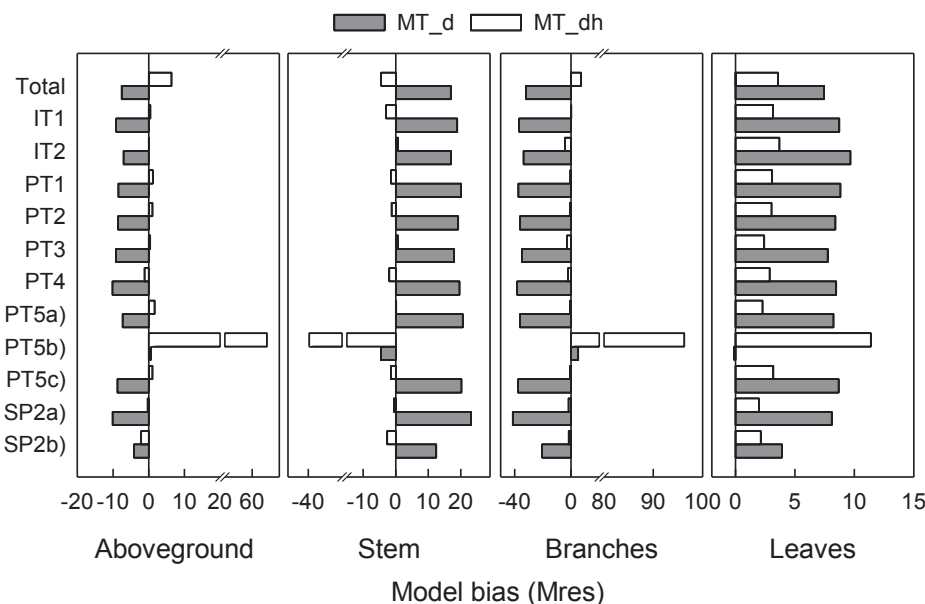 MT_d MT_dh
Total
IT1
IT2
PT1
PT2
PT3
PT4
PT5a)
PT5b)
PT5c)
SP2a)
SP2b)
-20 -10 0 10 20 60 -40 0 10 20 -40 0 80 90 100 0 5 10 15
Aboveground Stem Branches Leaves
Model bias (Mres)